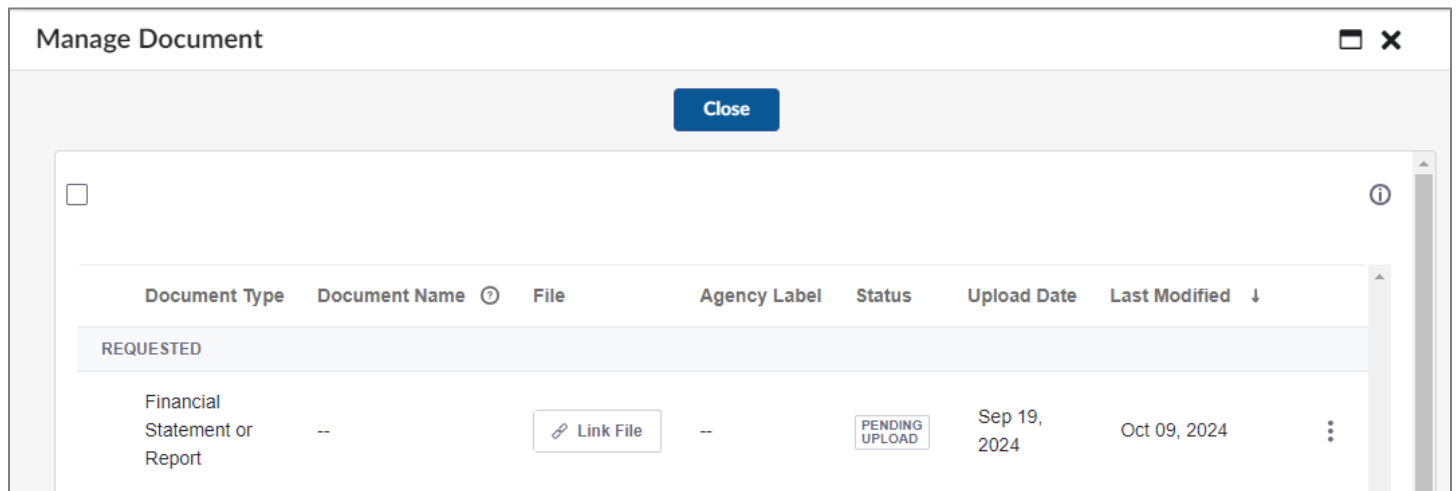 Manage Document
Close
Document Type Document Name File Agency Label Status Upload Date Last Modified ↓
REQUESTED
Financial
Statement or
Report
--
Link File
--
PENDING
UPLOAD
Sep 19,
2024
Oct 09, 2024